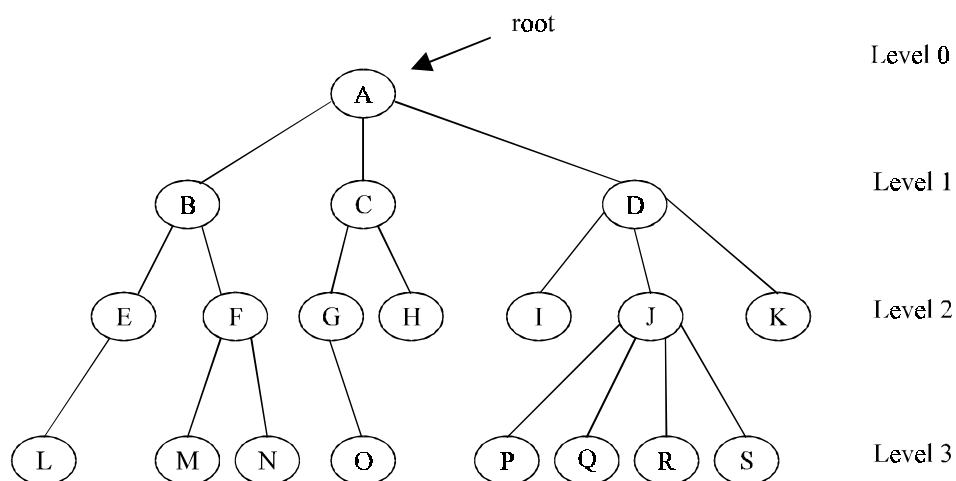 root
Level 0
A
Level 1
B C D
E F G H I J K
Level 2
L M N O P Q R S
Level 3